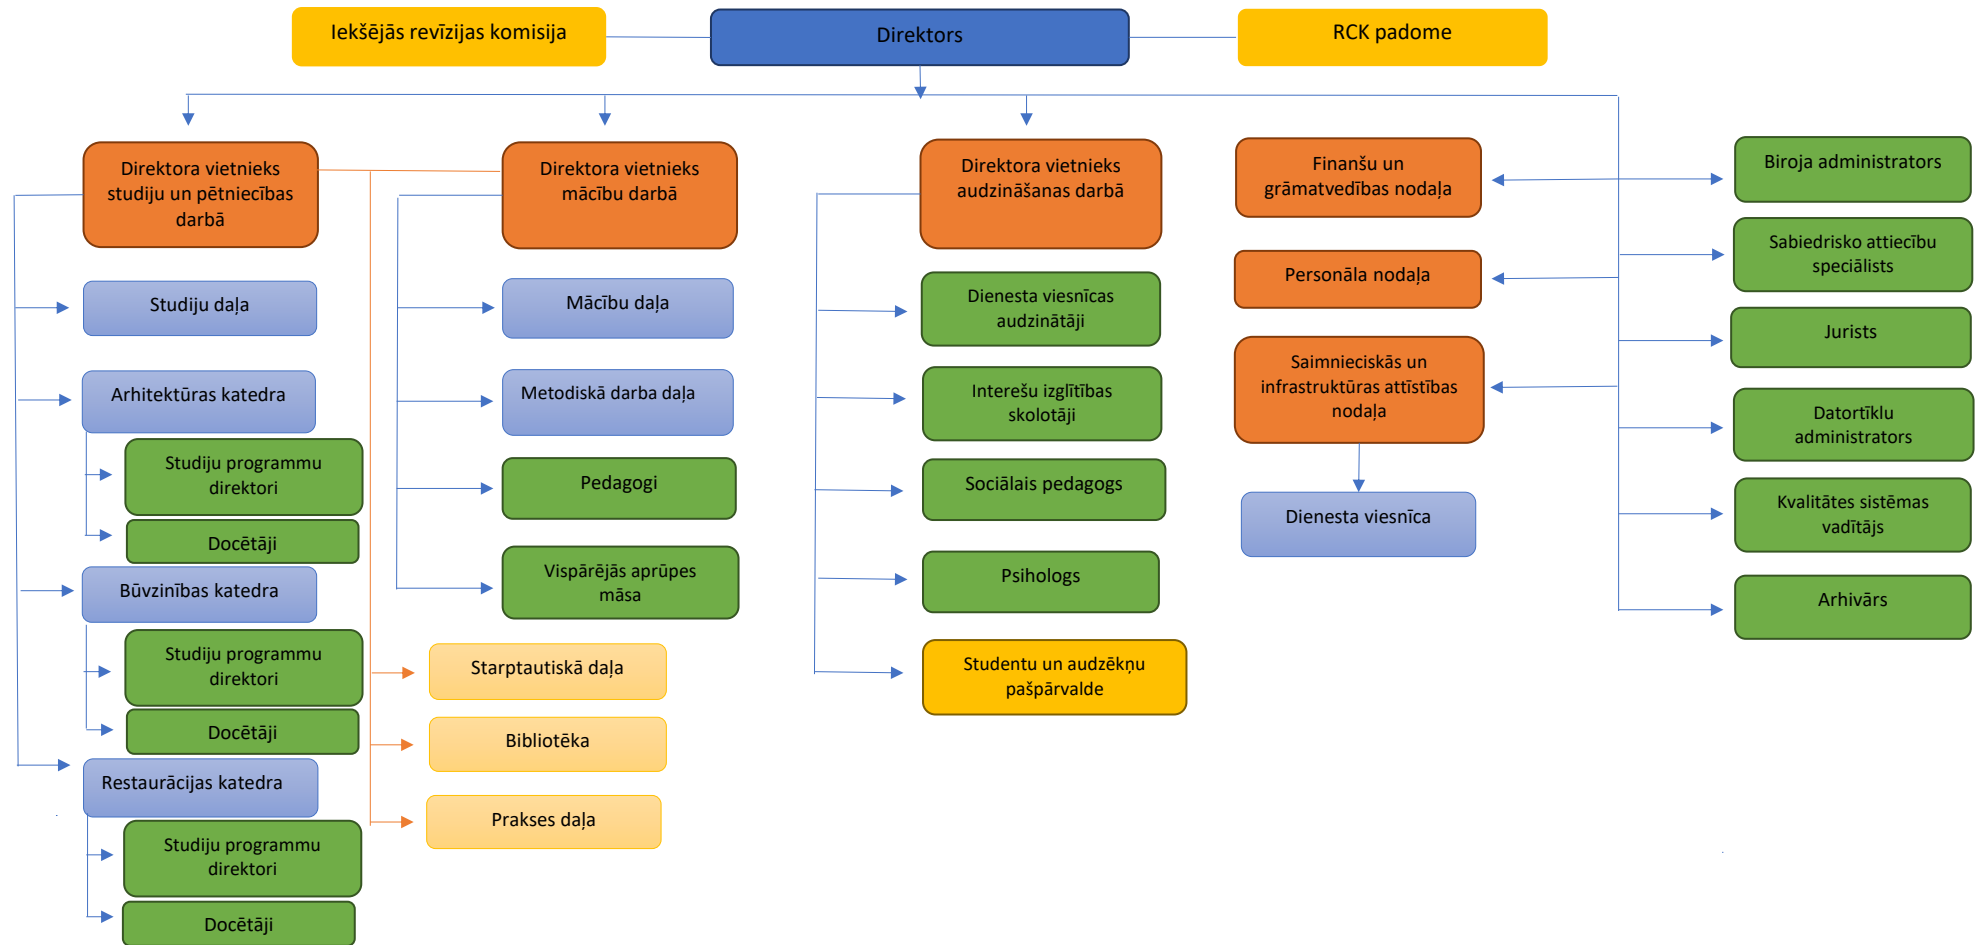 Iekšējās revīzijas komisija
Direktors
RCK padome
Direktora vietnieks
studiju un pētniecības
darbā
Direktora vietnieks
mācību darbā
Direktora vietnieks
audzināšanas darbā
Finanšu un
grāmatvedības nodaļa
Biroja administrators
Studiju daļa
Mācību daļa
Dienesta viesnīcas
audzinātāji
Personāla nodaļa
Sabiedrisko attiecību
speciālists
Arhitektūras katedra
Metodiskā darba daļa
Interešu izglītības
skolotāji
Saimnieciskās un
infrastruktūras attīstības
nodaļa
Jurists
Studiju programmu
direktori
Pedagogi
Sociālais pedagogs
Dienesta viesnīca
Datortīklu
administrators
Docētāji
Kvalitātes sistēmas
vadītājs
Būvzinības katedra
Vispārējās aprūpes
māsa
Psihologs
Arhivārs
Studiju programmu
direktori
Starptautiskā daļa
Studentu un audzēkņu
pašpārvalde
Docētāji
Bibliotēka
Restaurācijas katedra
Prakses daļa
Studiju programmu
direktori
Docētāji